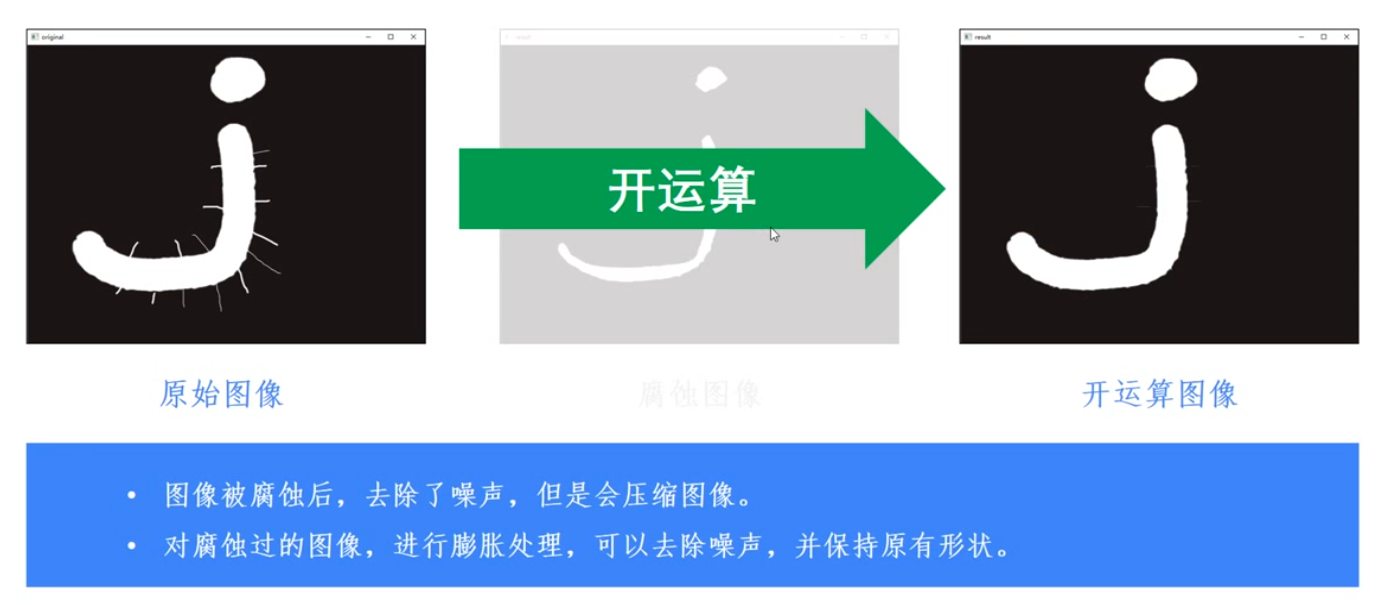 original
result
开运算
原始图像
腐蚀图像
开运算图像
• 图像被腐蚀后，去除了噪声，但是会压缩图像。
• 对腐蚀过的图像，进行膨胀处理，可以去除噪声，并保持原有形状。